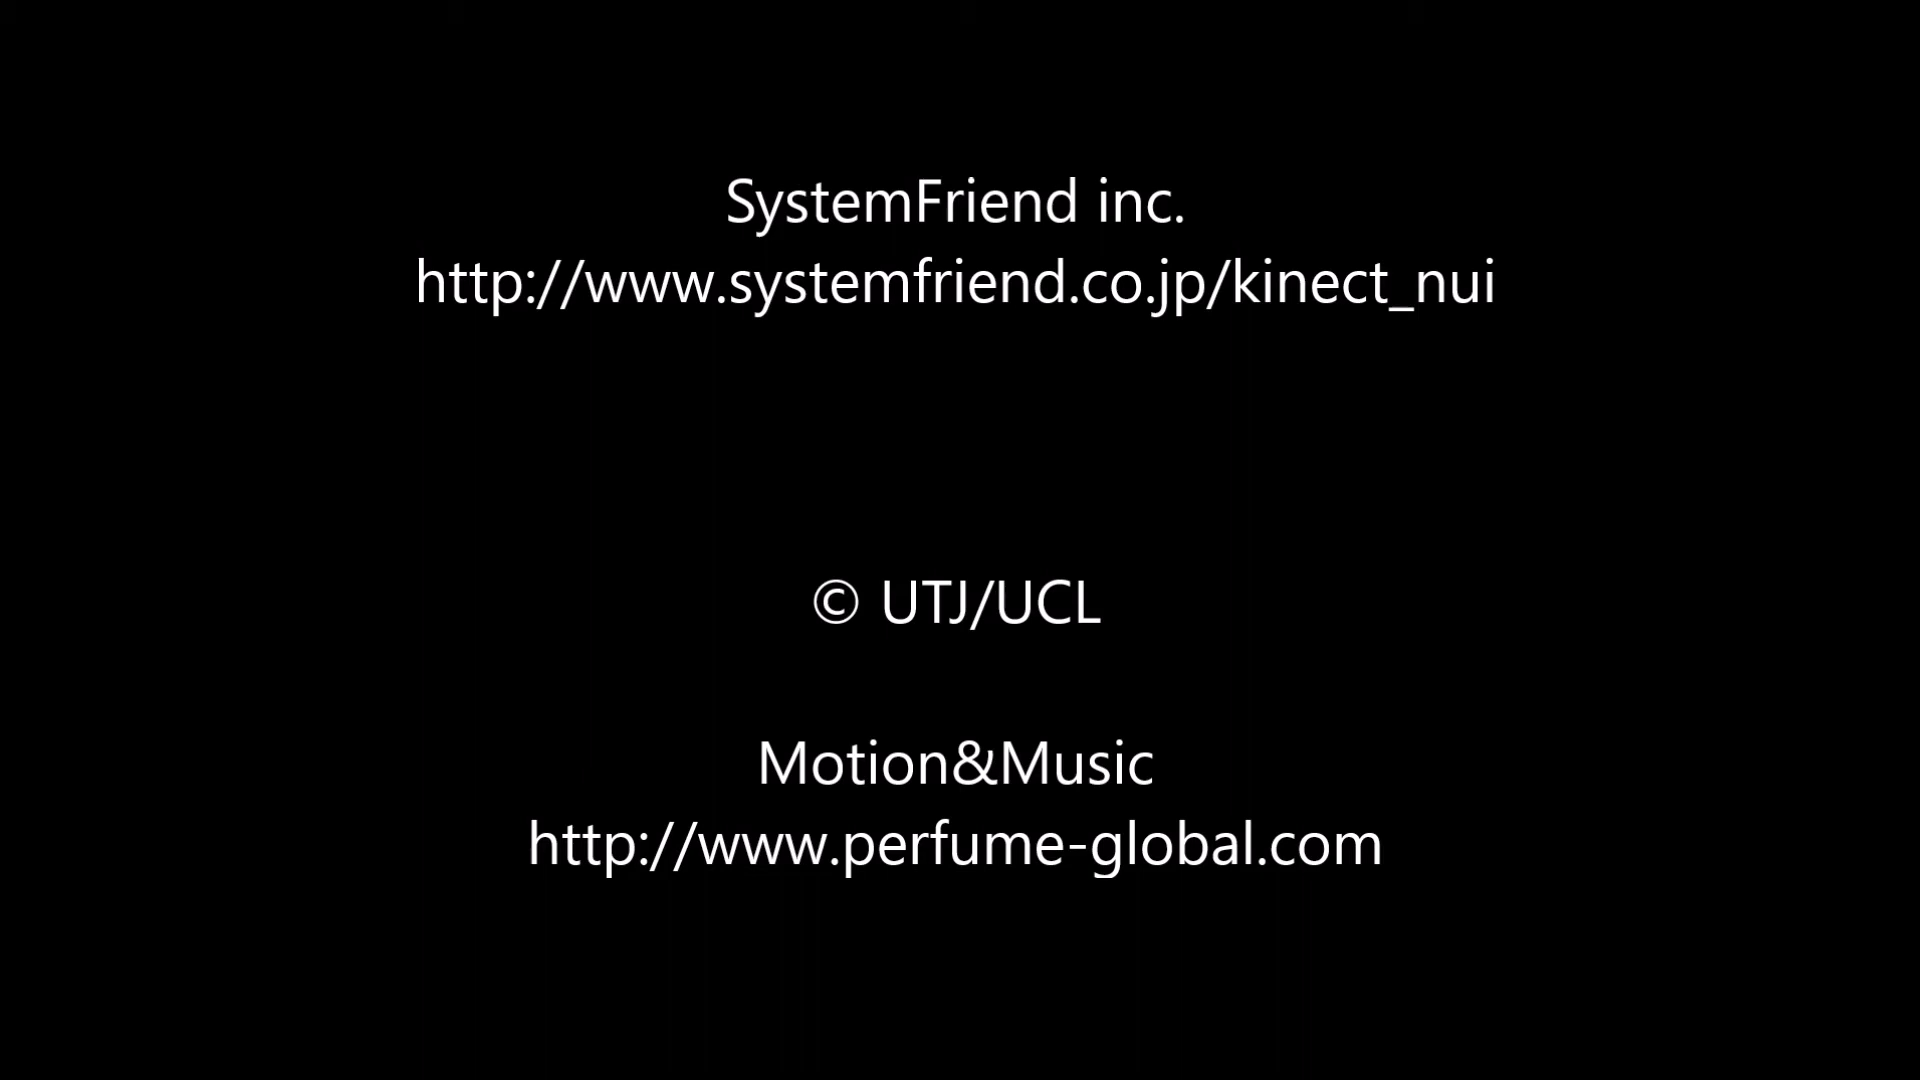 SystemFriend inc.
http://www.systemfriend.co.jp/kinect_nui
© UTJ/UCL
Motion&Music
http://www.perfume-global.com